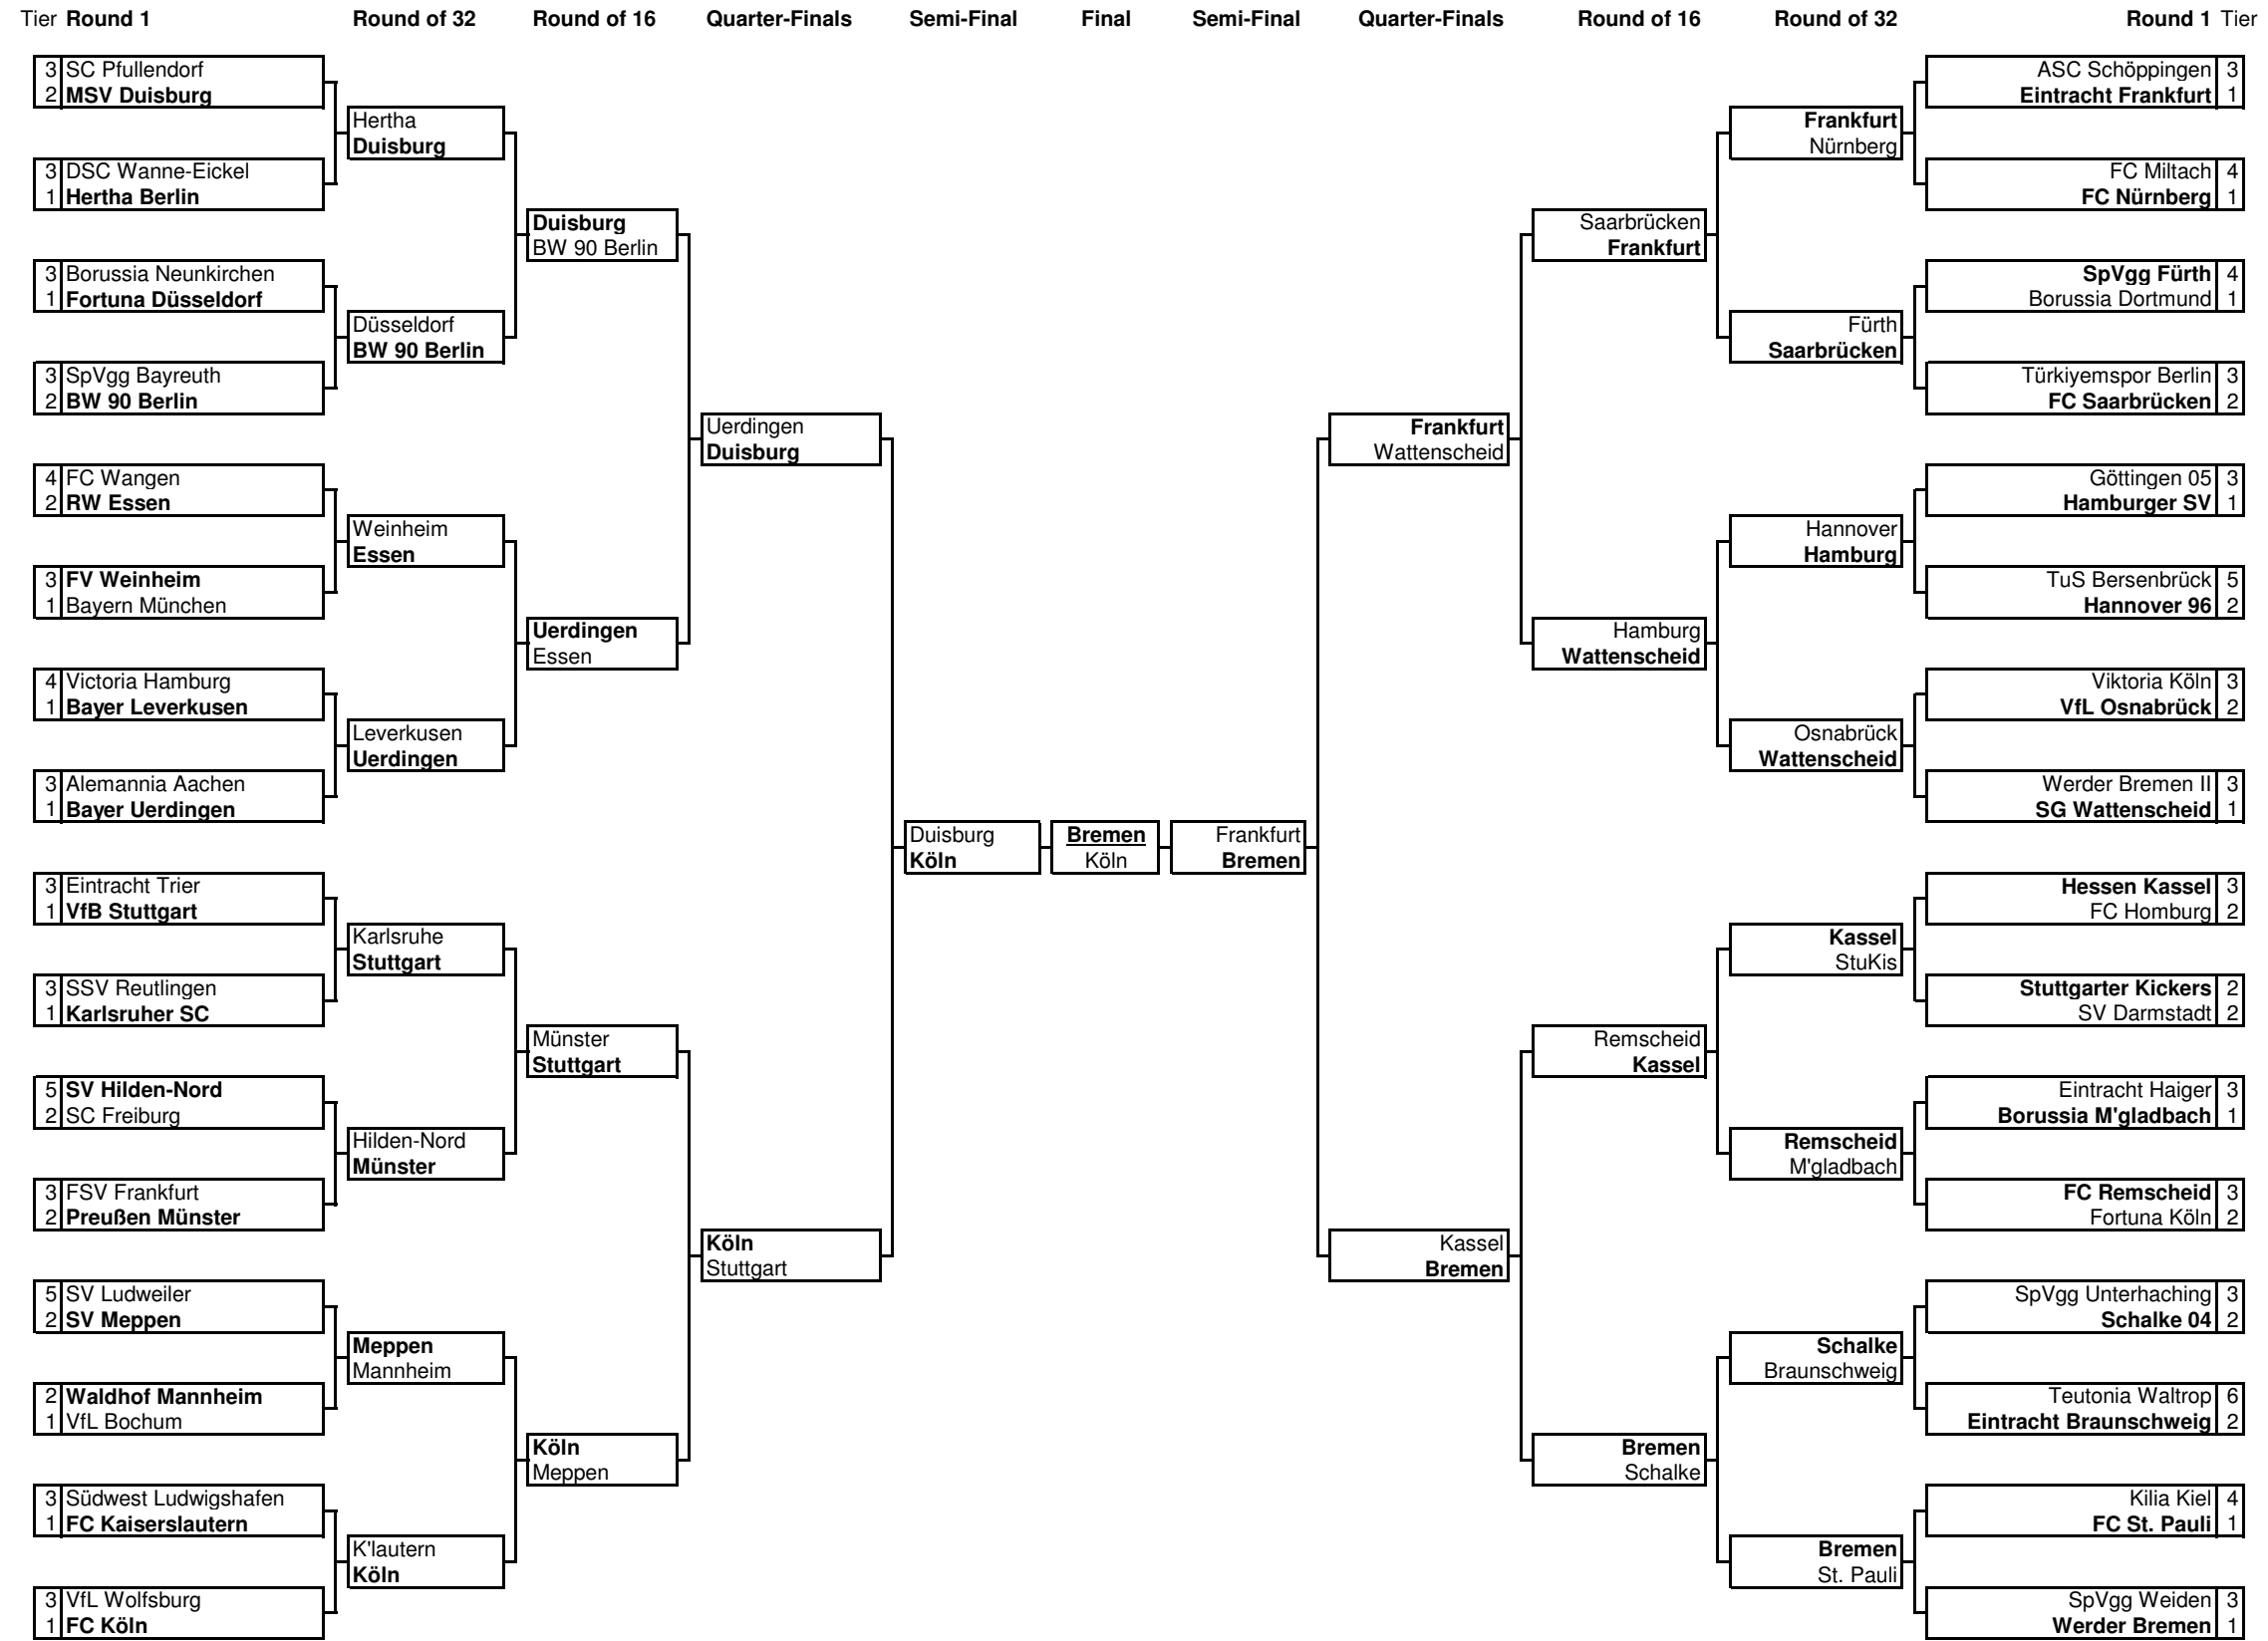 Tier Round 1 Round of 32 Round of 16 Quarter-Finals Semi-Final Final Semi-Final Quarter-Finals Round of 16 Round of 32 Round 1 Tier
3 SC Pfullendorf
2 MSV Duisburg
3 DSC Wanne-Eickel
1 Hertha Berlin
3 Borussia Neunkirchen
1 Fortuna Düsseldorf
3 SpVgg Bayreuth
2 BW 90 Berlin
4 FC Wangen
2 RW Essen
3 FV Weinheim
1 Bayern München
4 Victoria Hamburg
1 Bayer Leverkusen
3 Alemannia Aachen
1 Bayer Uerdingen
3 Eintracht Trier
1 VfB Stuttgart
3 SSV Reutlingen
1 Karlsruher SC
5 SV Hilden-Nord
2 SC Freiburg
3 FSV Frankfurt
2 Preußen Münster
5 SV Ludweiler
2 SV Meppen
2 Waldhof Mannheim
1 VfL Bochum
3 Südwest Ludwigshafen
1 FC Kaiserslautern
3 VfL Wolfsburg
1 FC Köln
Hertha
Duisburg
Düsseldorf
BW 90 Berlin
Weinheim
Essen
Leverkusen
Uerdingen
Karlsruhe
Stuttgart
Hilden-Nord
Münster
Meppen
Mannheim
K'lautern
Köln
Duisburg
BW 90 Berlin
Uerdingen
Essen
Münster
Stuttgart
Köln
Meppen
Uerdingen
Duisburg
Köln
Stuttgart
Duisburg
Köln
Bremen
Köln
Frankfurt
Bremen
Frankfurt
Wattenscheid
Kassel
Bremen
Saarbrücken
Frankfurt
Hamburg
Wattenscheid
Remscheid
Kassel
Bremen
Schalke
Frankfurt
Nürnberg
Fürth
Saarbrücken
Hannover
Hamburg
Osnabrück
Wattenscheid
Kassel
StuKis
Remscheid
M'gladbach
Schalke
Braunschweig
Bremen
St. Pauli
ASC Schöppingen 3
Eintracht Frankfurt 1
FC Miltach 4
FC Nürnberg 1
SpVgg Fürth 4
Borussia Dortmund 1
Türkiyemspor Berlin 3
FC Saarbrücken 2
Göttingen 05 3
Hamburger SV 1
TuS Bersenbrück 5
Hannover 96 2
Viktoria Köln 3
VfL Osnabrück 2
Werder Bremen II 3
SG Wattenscheid 1
Hessen Kassel 3
FC Homburg 2
Stuttgarter Kickers 2
SV Darmstadt 2
Eintracht Haiger 3
Borussia M'gladbach 1
FC Remscheid 3
Fortuna Köln 2
SpVgg Unterhaching 3
Schalke 04 2
Teutonia Waltrop 6
Eintracht Braunschweig 2
Kilia Kiel 4
FC St. Pauli 1
SpVgg Weiden 3
Werder Bremen 1